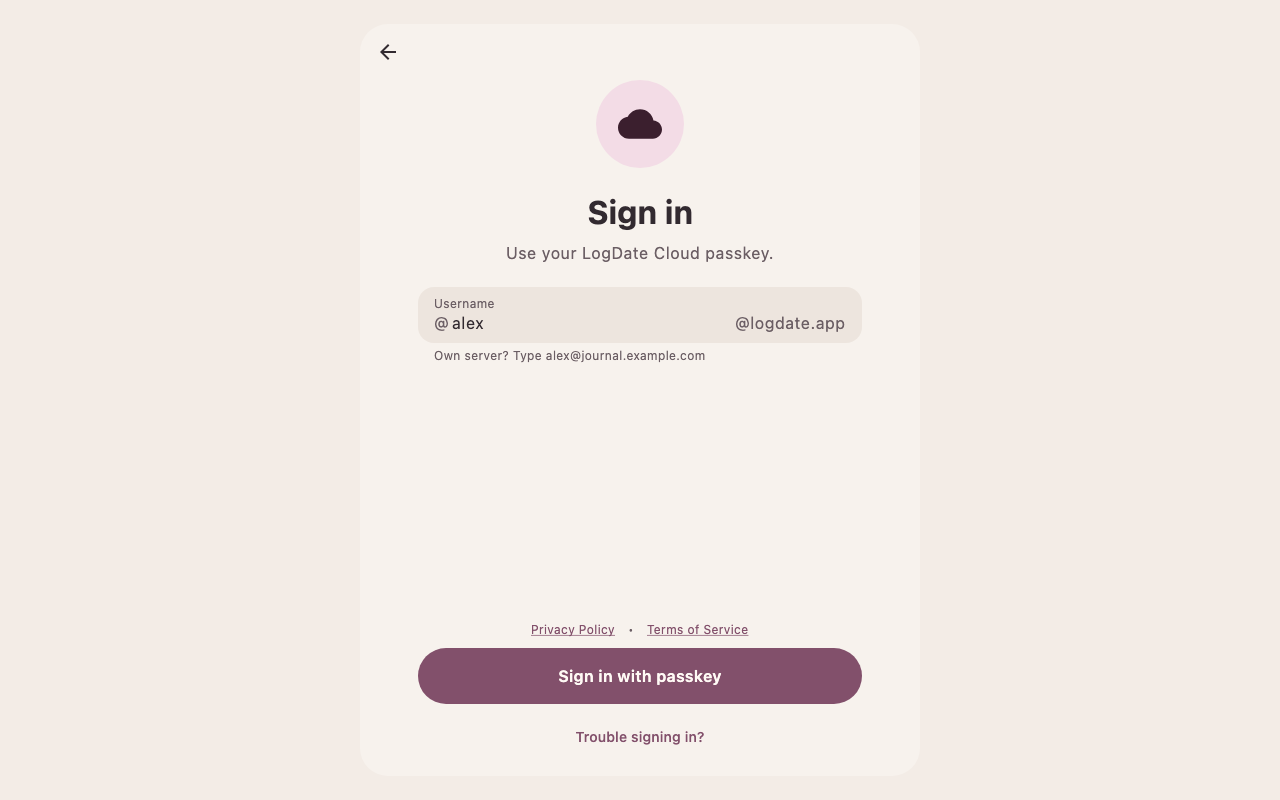 Sign in
Use your LogDate Cloud passkey.
Username
@ alex @logdate.app
Own server? Type alex@journal.example.com
Privacy Policy • Terms of Service
Sign in with passkey
Trouble signing in?